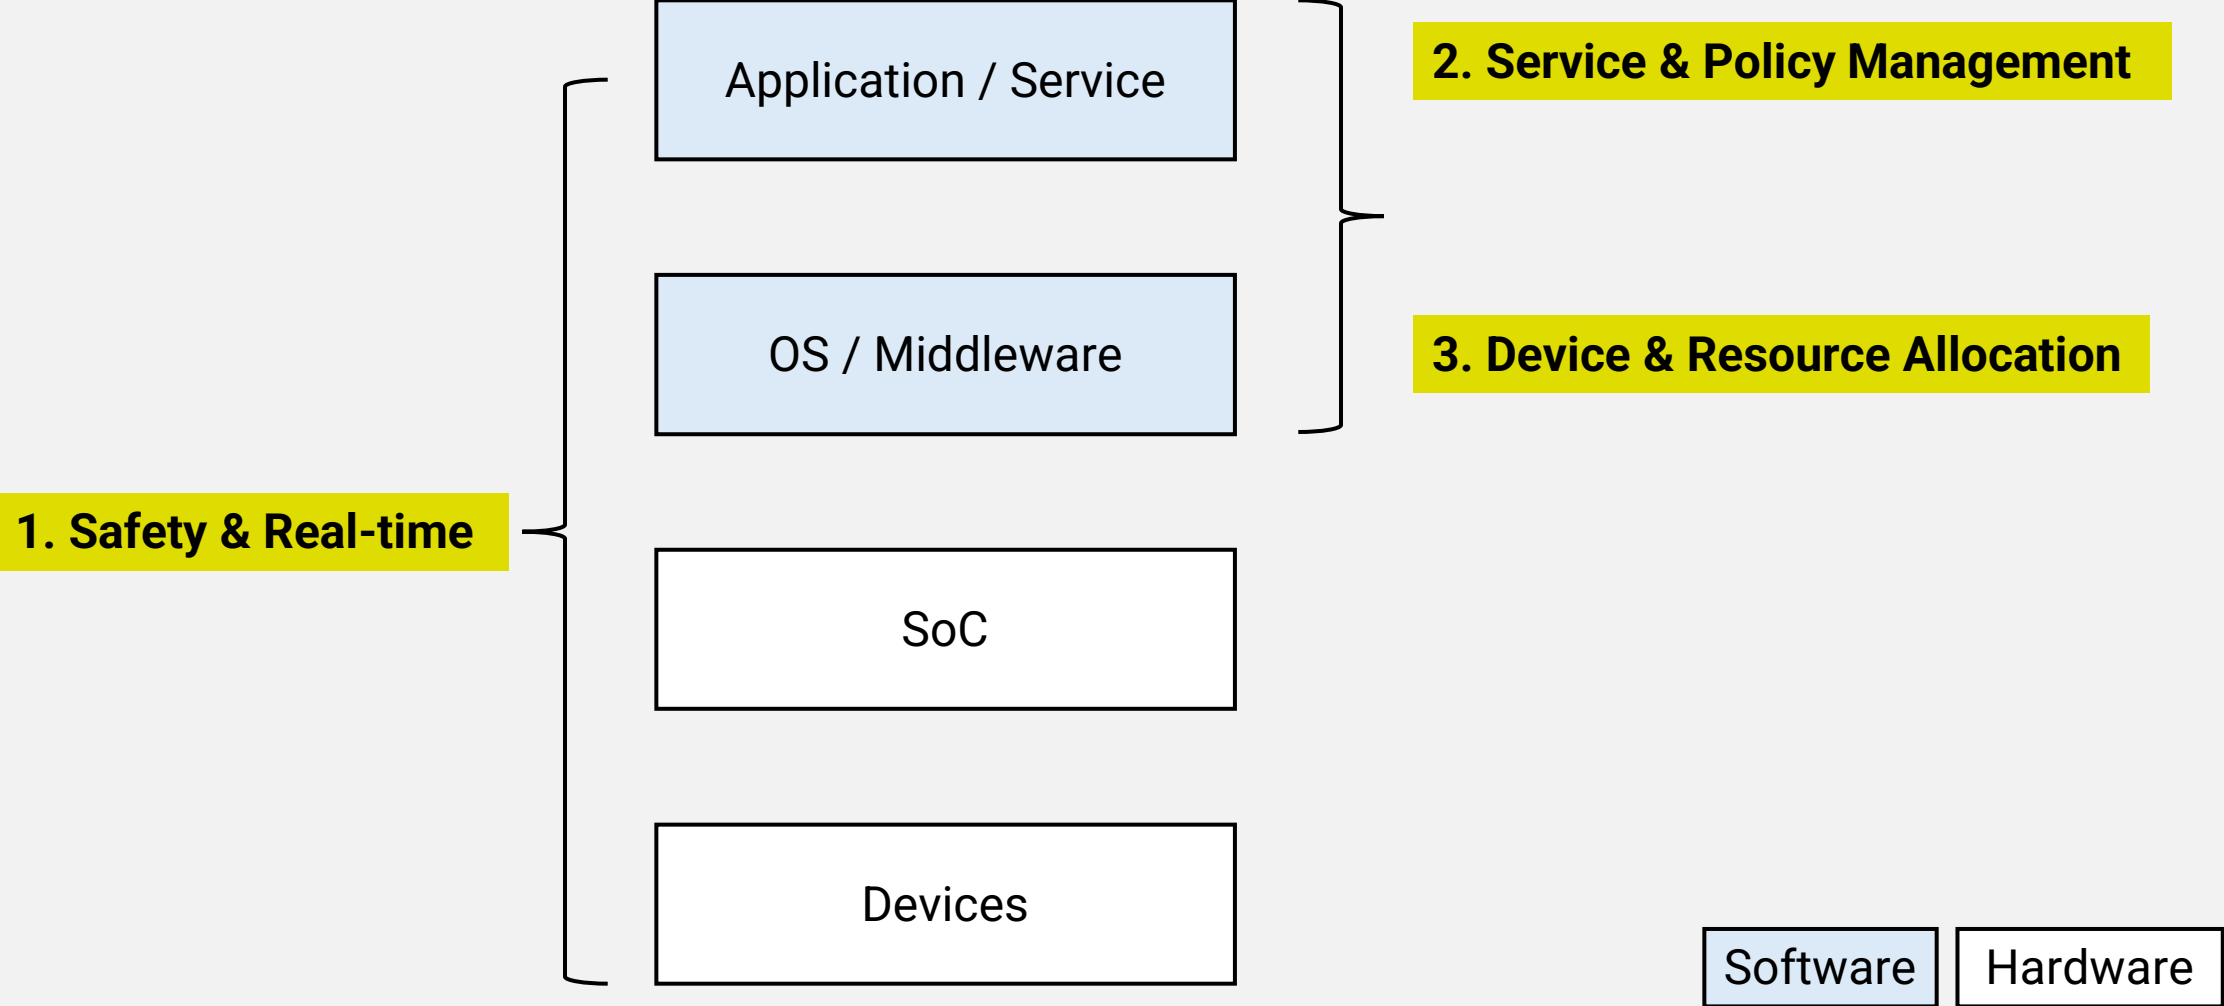 Application / Service
2. Service & Policy Management
OS / Middleware
3. Device & Resource Allocation
1. Safety & Real-time
SoC
Devices
Software
Hardware